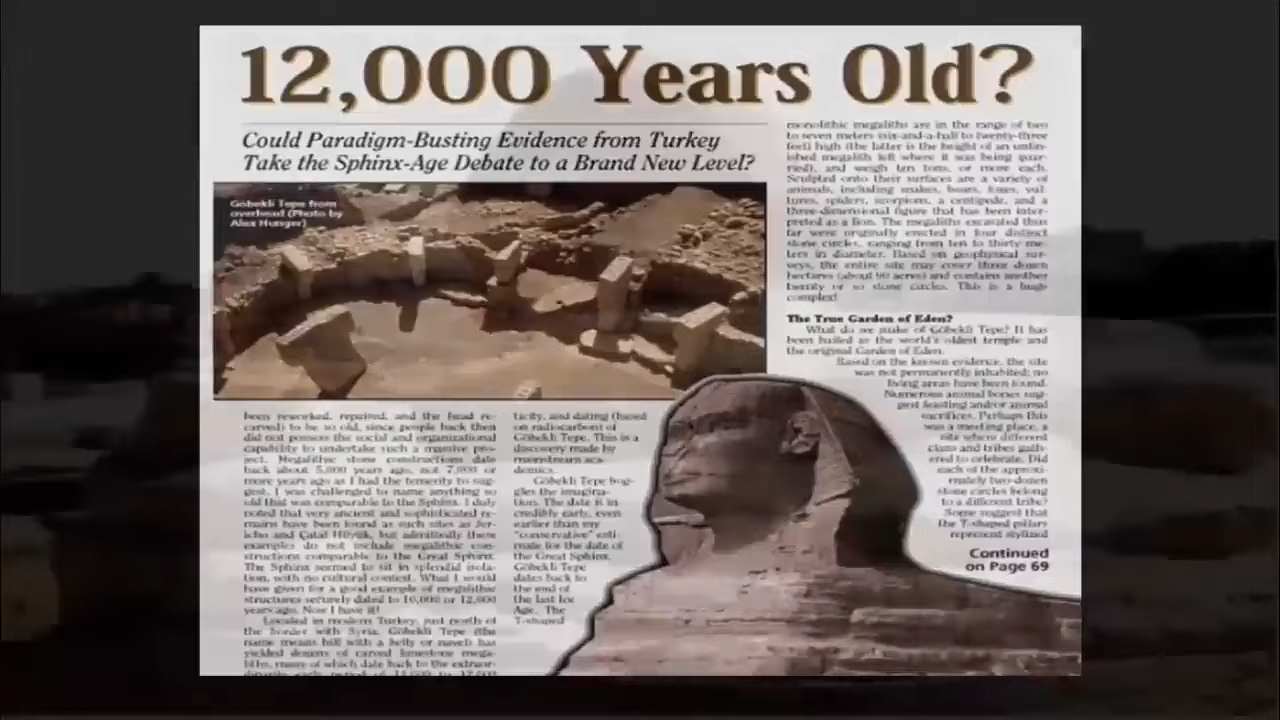 12,000 Years Old?
Could Paradigm-Busting Evidence from Turkey
Take the Sphinx-Age Debate to a Brand New Level?
Göbekli Tepe from
overhead (Photo by
Alex Hunger)
been reworked, repaired, and the head re-
carved) to be so old, since people back then
did not possess the social and organizational
capability to undertake such a massive pro-
ject. Megalithic stone constructions date
back about 5,000 years ago, not 7,000 or
more years ago as I had the temerity to sug-
gest. I was challenged to name anything so
old that was comparable to the Sphinx. I duly
noted that very ancient and sophisticated re-
mains have been found as such sites as Jer-
icho and Çatal Hüyük, but admittedly these
examples do not include megalithic con-
structions comparable to the Great Sphinx.
The Sphinx seemed to sit in splendid isola-
tion, with no cultural context. What I would
have given for a good example of megalithic
structures securely dated to 10,000 or 12,000
years ago. Now I have it!
Located in modern Turkey, just north of
the border with Syria, Göbekli Tepe (the
name means hill with a belly or navel) has
yielded dozens of carved limestone mega-
liths, many of which date back to the extraor-
dinarily early period of
ticity, and dating (based
on radiocarbon) of
Göbekli Tepe. This is a
discovery made by
mainstream aca-
demics.
Göbekli Tepe bog-
gles the imagina-
tion. The date is in-
credibly early, even
earlier than my
"conservative" esti-
mate for the date of
the Great Sphinx.
Göbekli Tepe
dates back to
the end of
the last Ice
Age. The
T-shaped
monolithic megaliths are in the range of two
to seven meters (six-and-a-half to twenty-three
feet) high (the latter is the height of an unfin-
ished megalith left where it was being quar-
ried), and weigh ten tons, or more each.
Sculpted onto their surfaces are a variety of
animals, including snakes, boars, foxes, vul-
tures, spiders, scorpions, a centipede, and a
three-dimensional figure that has been inter-
preted as a lion. The megaliths excavated thus
far were originally erected in four distinct
stone circles, ranging from ten to thirty me-
ters in diameter. Based on geophysical sur-
veys, the entire site may cover three dozen
hectares (about 90 acres) and contains another
twenty or so stone circles. This is a huge
complex!
The True Garden of Eden?
What do we make of Göbekli Tepe? It has
been hailed as the world's oldest temple and
the original Garden of Eden.
Based on the known evidence, the site
was not permanently inhabited; no
living areas have been found.
Numerous animal bones sug-
gest feasting and/or animal
sacrifices. Perhaps this
was a meeting place, a
site where different
clans and tribes gath-
ered to celebrate. Did
each of the approxi-
mately two-dozen
stone circles belong
to a different tribe?
Some suggest that
the T-shaped pillars
represent stylized
Continued
on Page 69